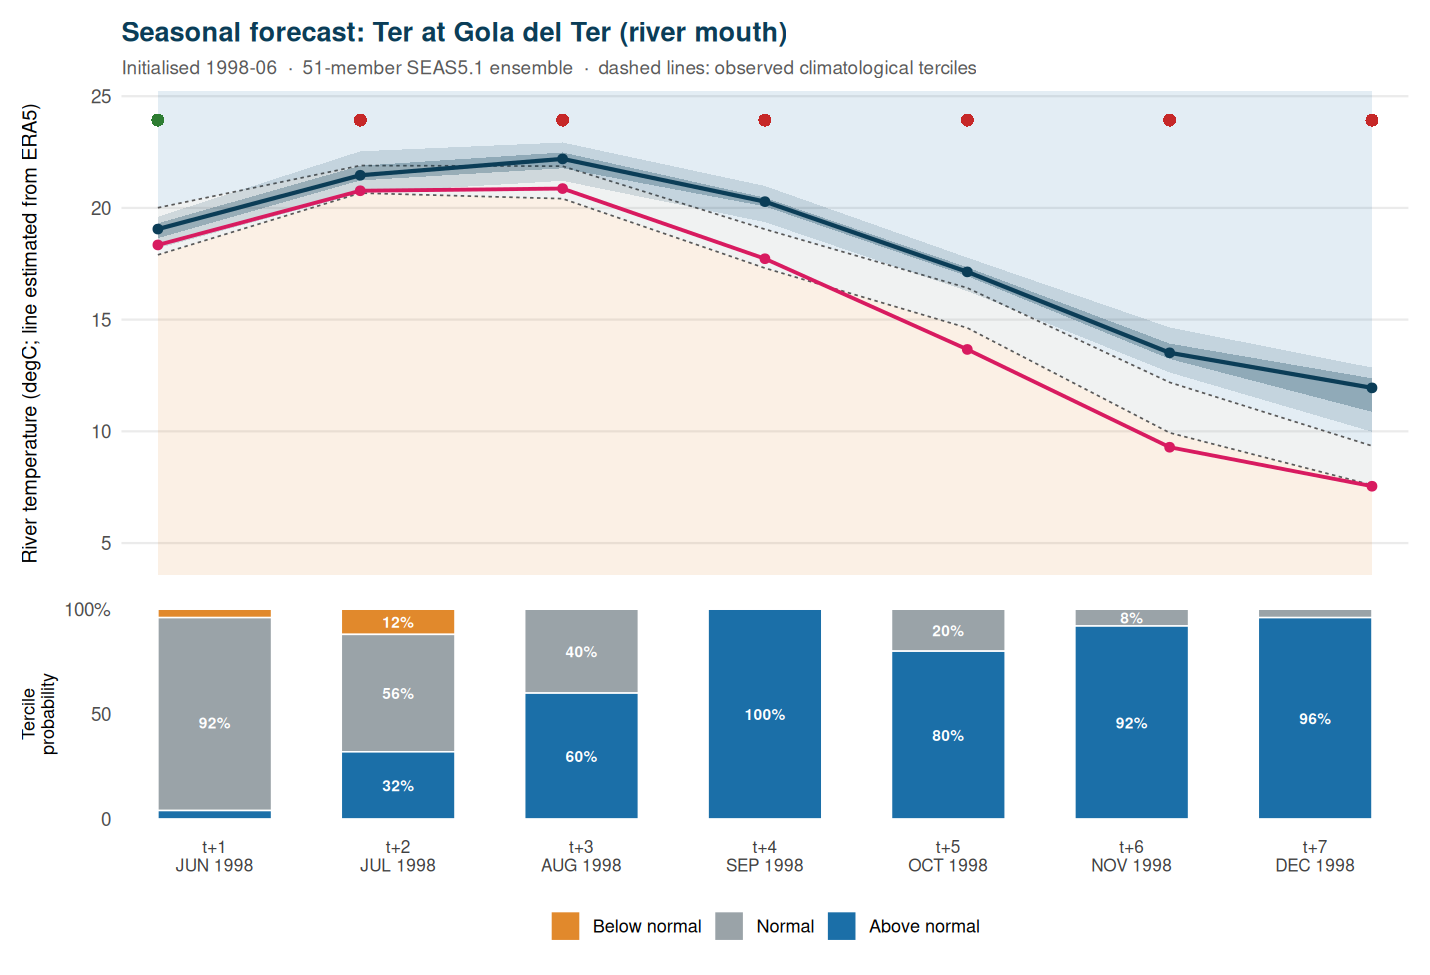 Seasonal forecast: Ter at Gola del Ter (river mouth)
Initialised 1998-06 · 51-member SEAS5.1 ensemble · dashed lines: observed climatological terciles
River temperature (degC; line estimated from ERA5)
25
20
15
10
5
Tercile
probability
100%
50
0
92%
12%
56%
32%
40%
60%
100%
20%
80%
8%
92%
96%
t+1
JUN 1998
t+2
JUL 1998
t+3
AUG 1998
t+4
SEP 1998
t+5
OCT 1998
t+6
NOV 1998
t+7
DEC 1998
Below normal
Normal
Above normal